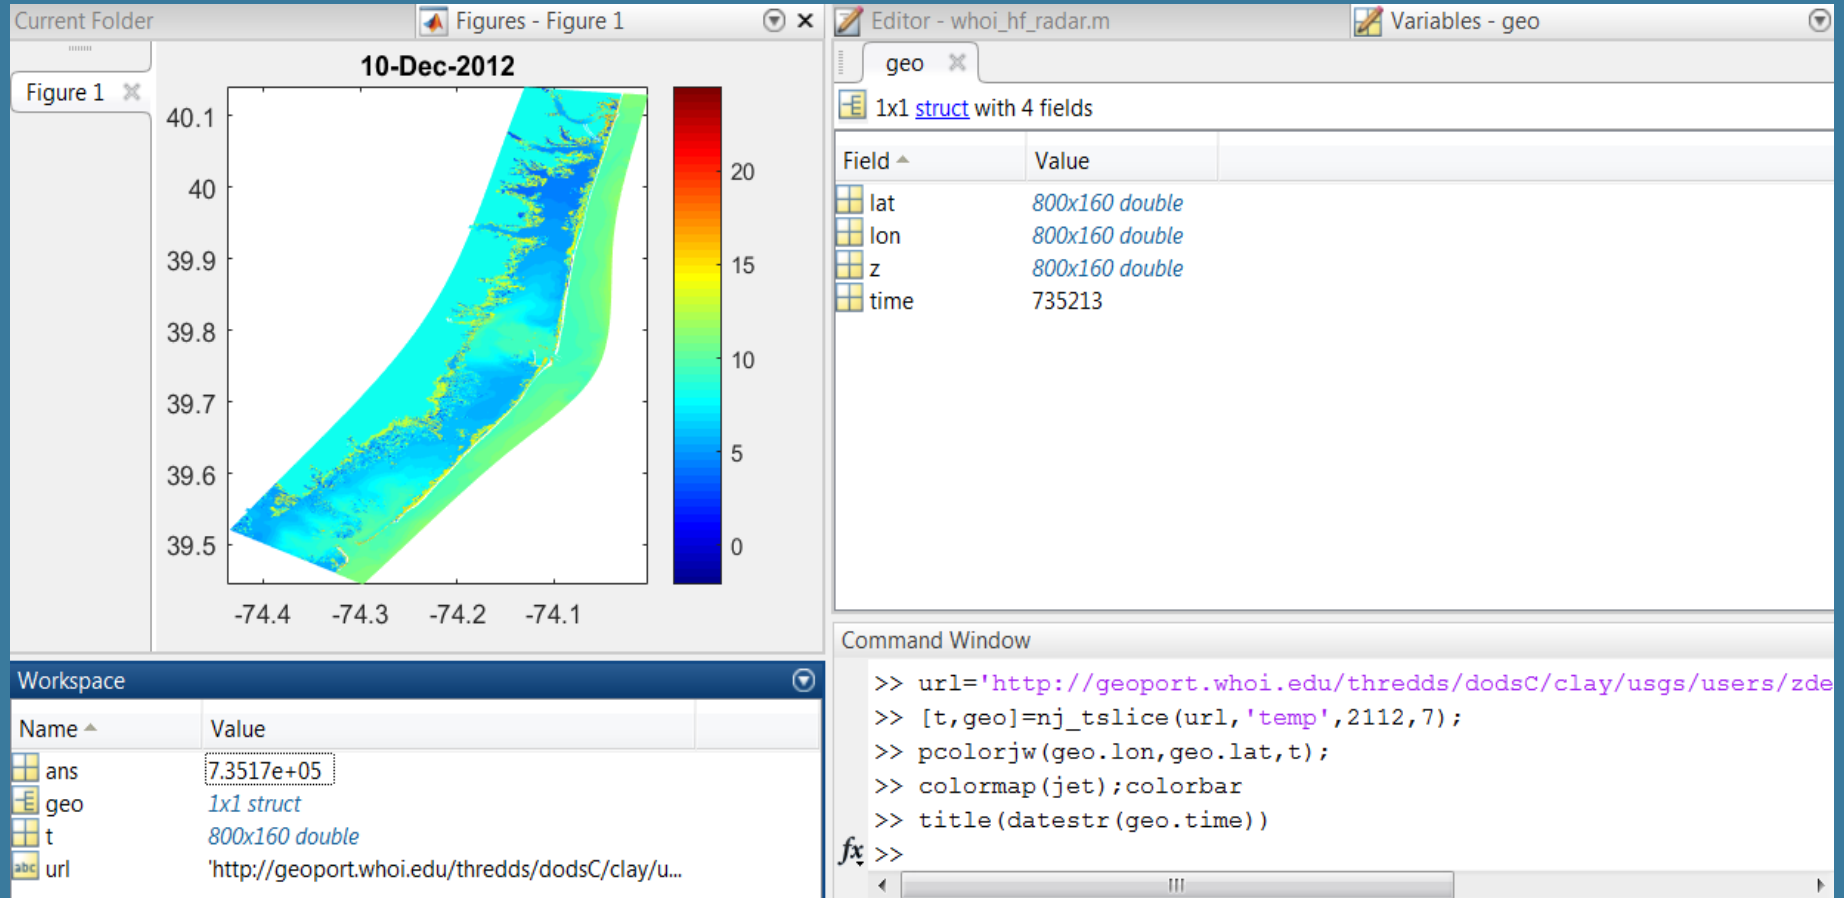 Current Folder
Figures - Figure 1
Figure 1
10-Dec-2012
40.1
40
39.9
39.8
39.7
39.6
39.5
-74.4 -74.3 -74.2 -74.1
20
15
10
5
0
Workspace
Name Value
ans 7.3517e+05
geo 1x1 struct
t 800x160 double
abc url 'http://geoport.whoi.edu/thredds/dodsC/clay/u...
Editor - whoi_hf_radar.m
Variables - geo
geo
1x1 struct with 4 fields
Field Value
lat 800x160 double
lon 800x160 double
z 800x160 double
time 735213
Command Window
>> url='http://geoport.whoi.edu/thredds/dodsC/clay/usgs/users/zde
>> [t,geo]=nj_tslice(url,'temp',2112,7);
>> pcolorjw(geo.lon,geo.lat,t);
>> colormap(jet);colorbar
>> title(datestr(geo.time))
fx >>